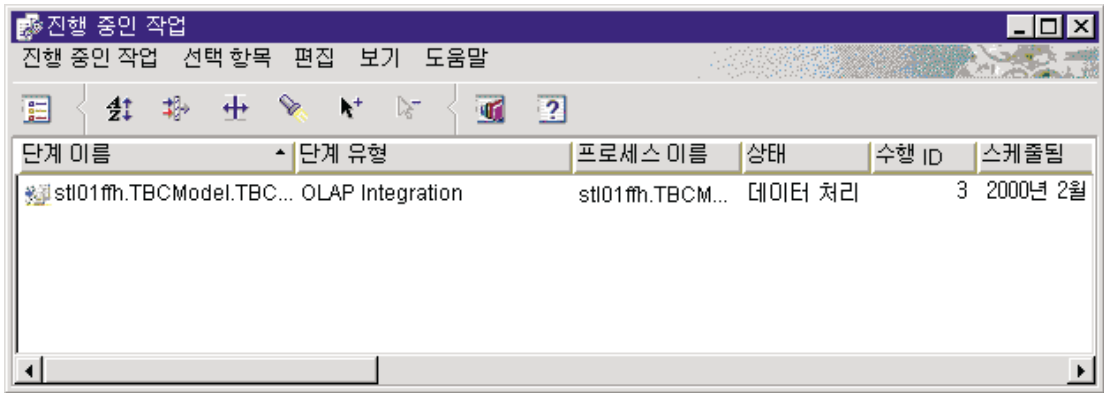 진행 중인 작업
진행 중인 작업 선택 항목 편집 보기 도움말
단계 이름 단계 유형 프로세스 이름 상태 수행 ID 스케줄됨
stl01ffh.TBCModel.TBC... OLAP Integration stl01ffh.TBCM... 데이터 처리 3 2000년 2월